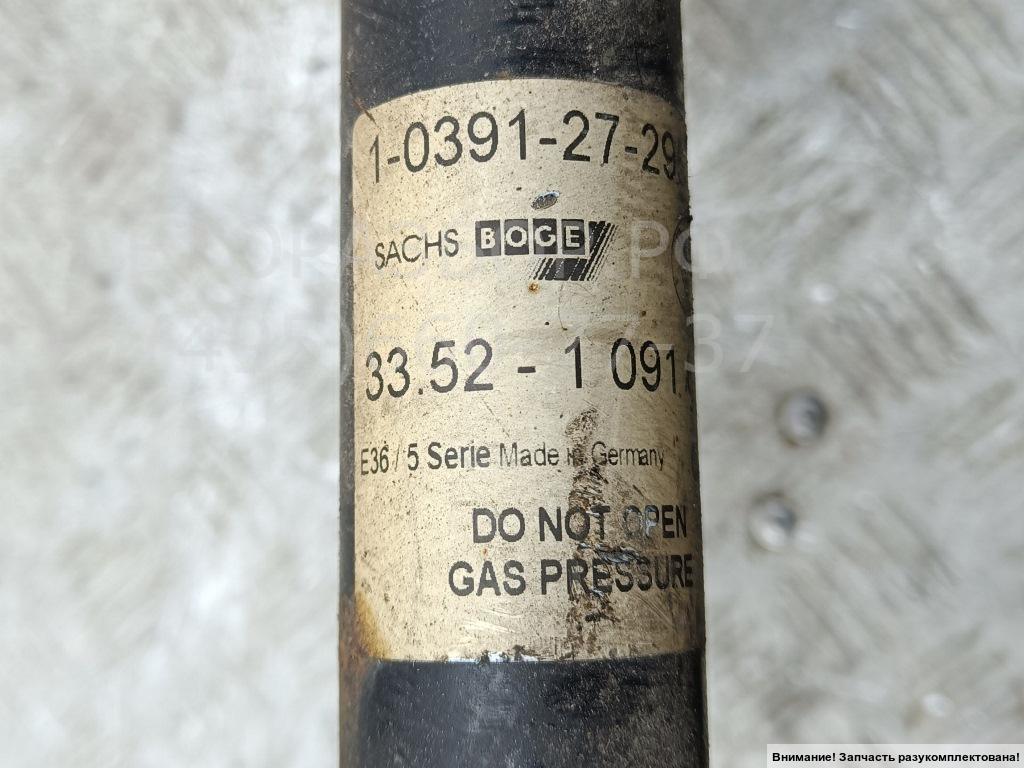 1-0391-27-29
SACHS BOGE
33.52 - 1 091.
E36 / 5 Serie Made in Germany
DO NOT OPEN
GAS PRESSURE
Внимание! Запчасть разукомплектована!